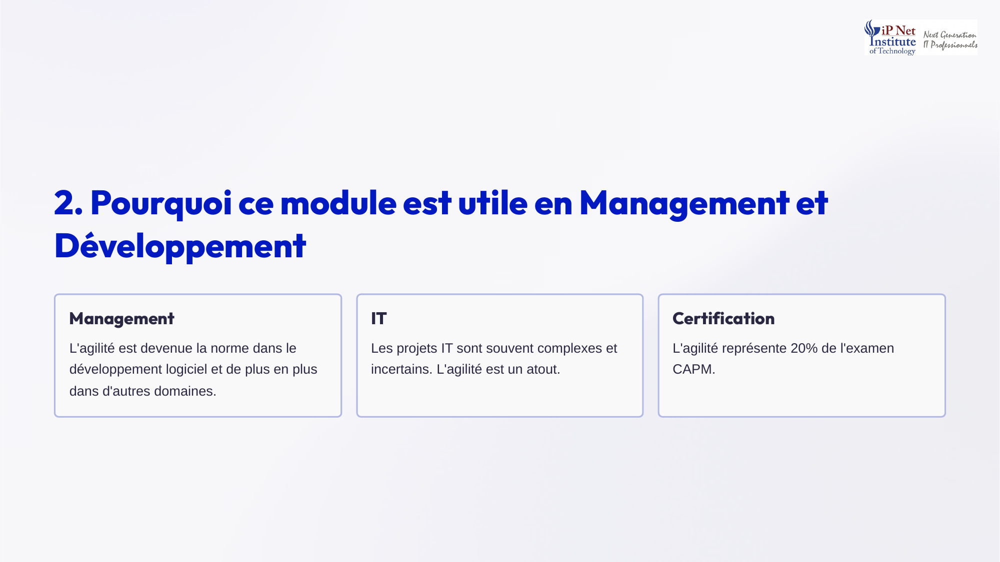 iP Net
Institute
of Technology
Next Generation
IT Professionnels
2. Pourquoi ce module est utile en Management et
Développement
Management
L'agilité est devenue la norme dans le
développement logiciel et de plus en plus
dans d'autres domaines.
IT
Les projets IT sont souvent complexes et
incertains. L'agilité est un atout.
Certification
L'agilité représente 20% de l'examen
CAPM.